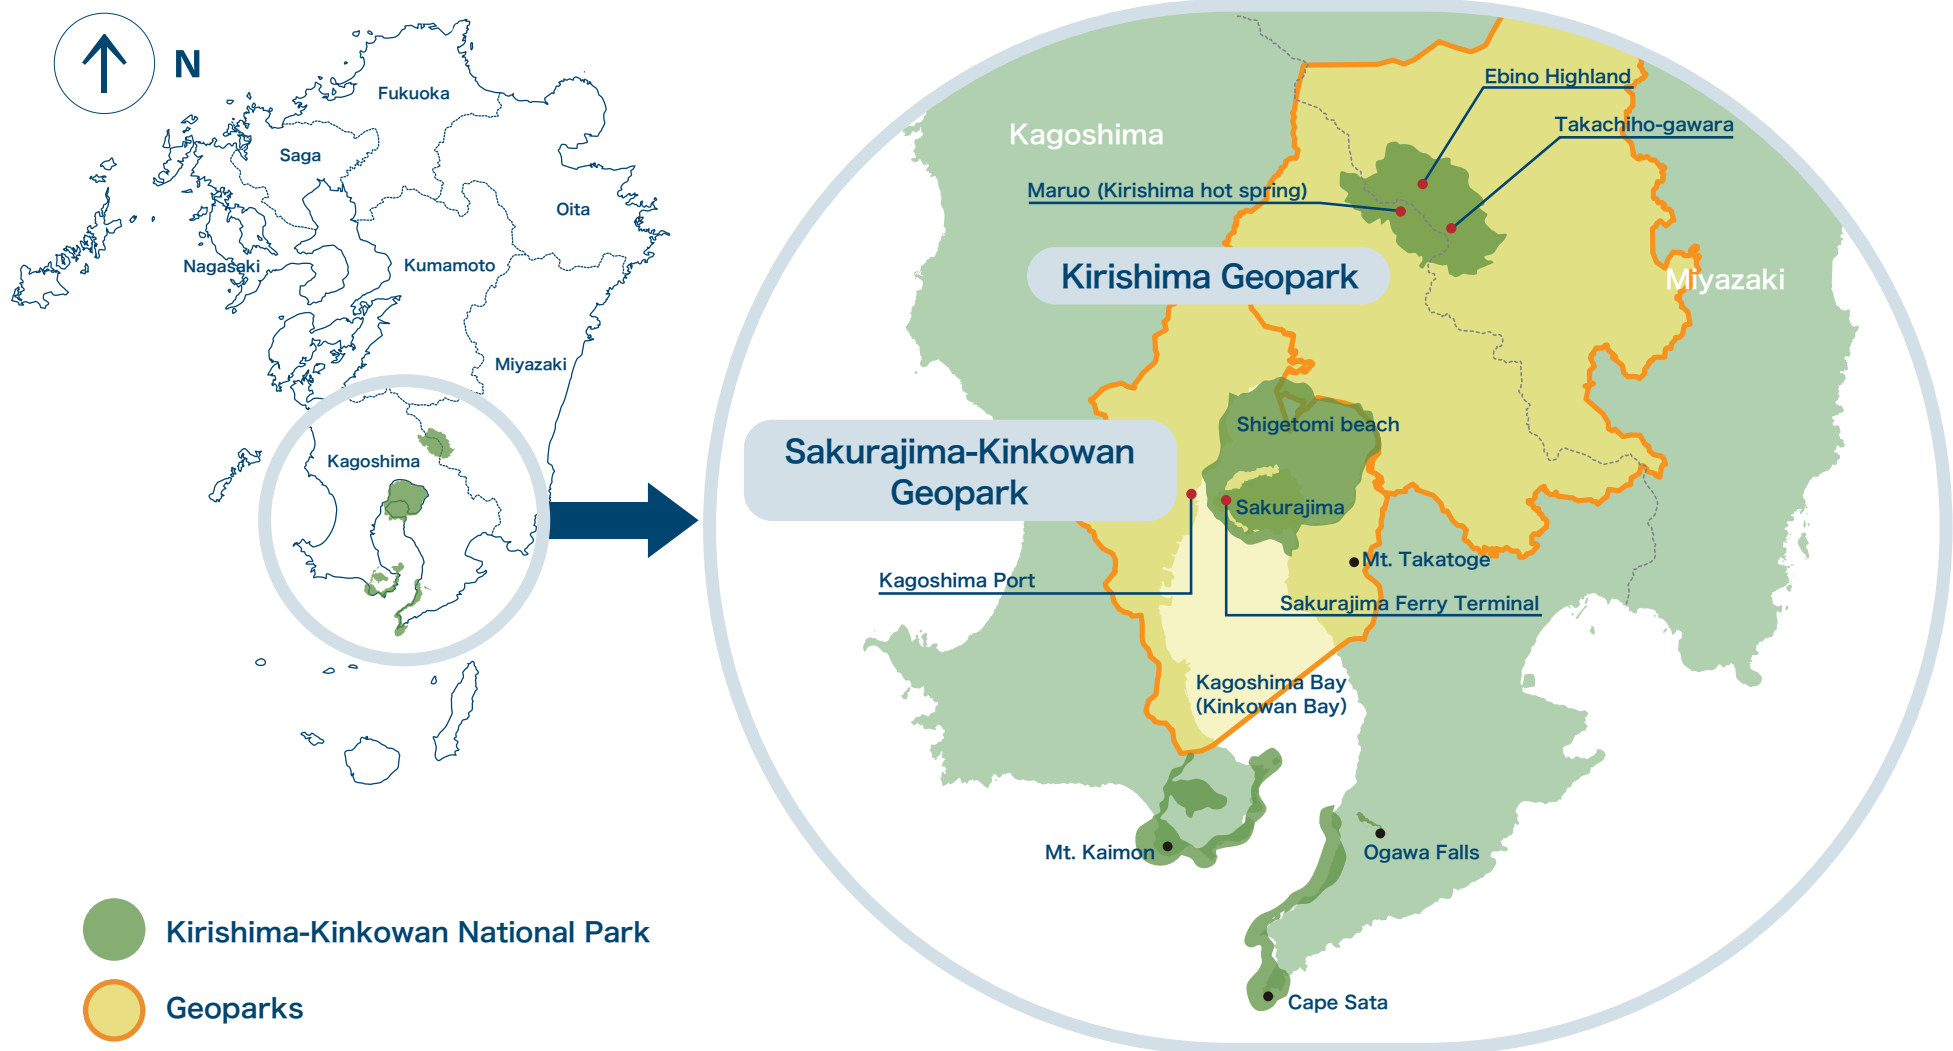 N
Fukuoka
Saga
Oita
Nagasaki
Kumamoto
Miyazaki
Kagoshima
Kirishima-Kinkowan National Park
Geoparks
Ebino Highland
Takachiho-gawara
Kagoshima
Maruo (Kirishima hot spring)
Kirishima Geopark
Miyazaki
Shigetomi beach
Sakurajima-Kinkowan
Geopark
Sakurajima
Mt. Takatoge
Kagoshima Port
Sakurajima Ferry Terminal
Kagoshima Bay
(Kinkowan Bay)
Mt. Kaimon
Ogawa Falls
Cape Sata